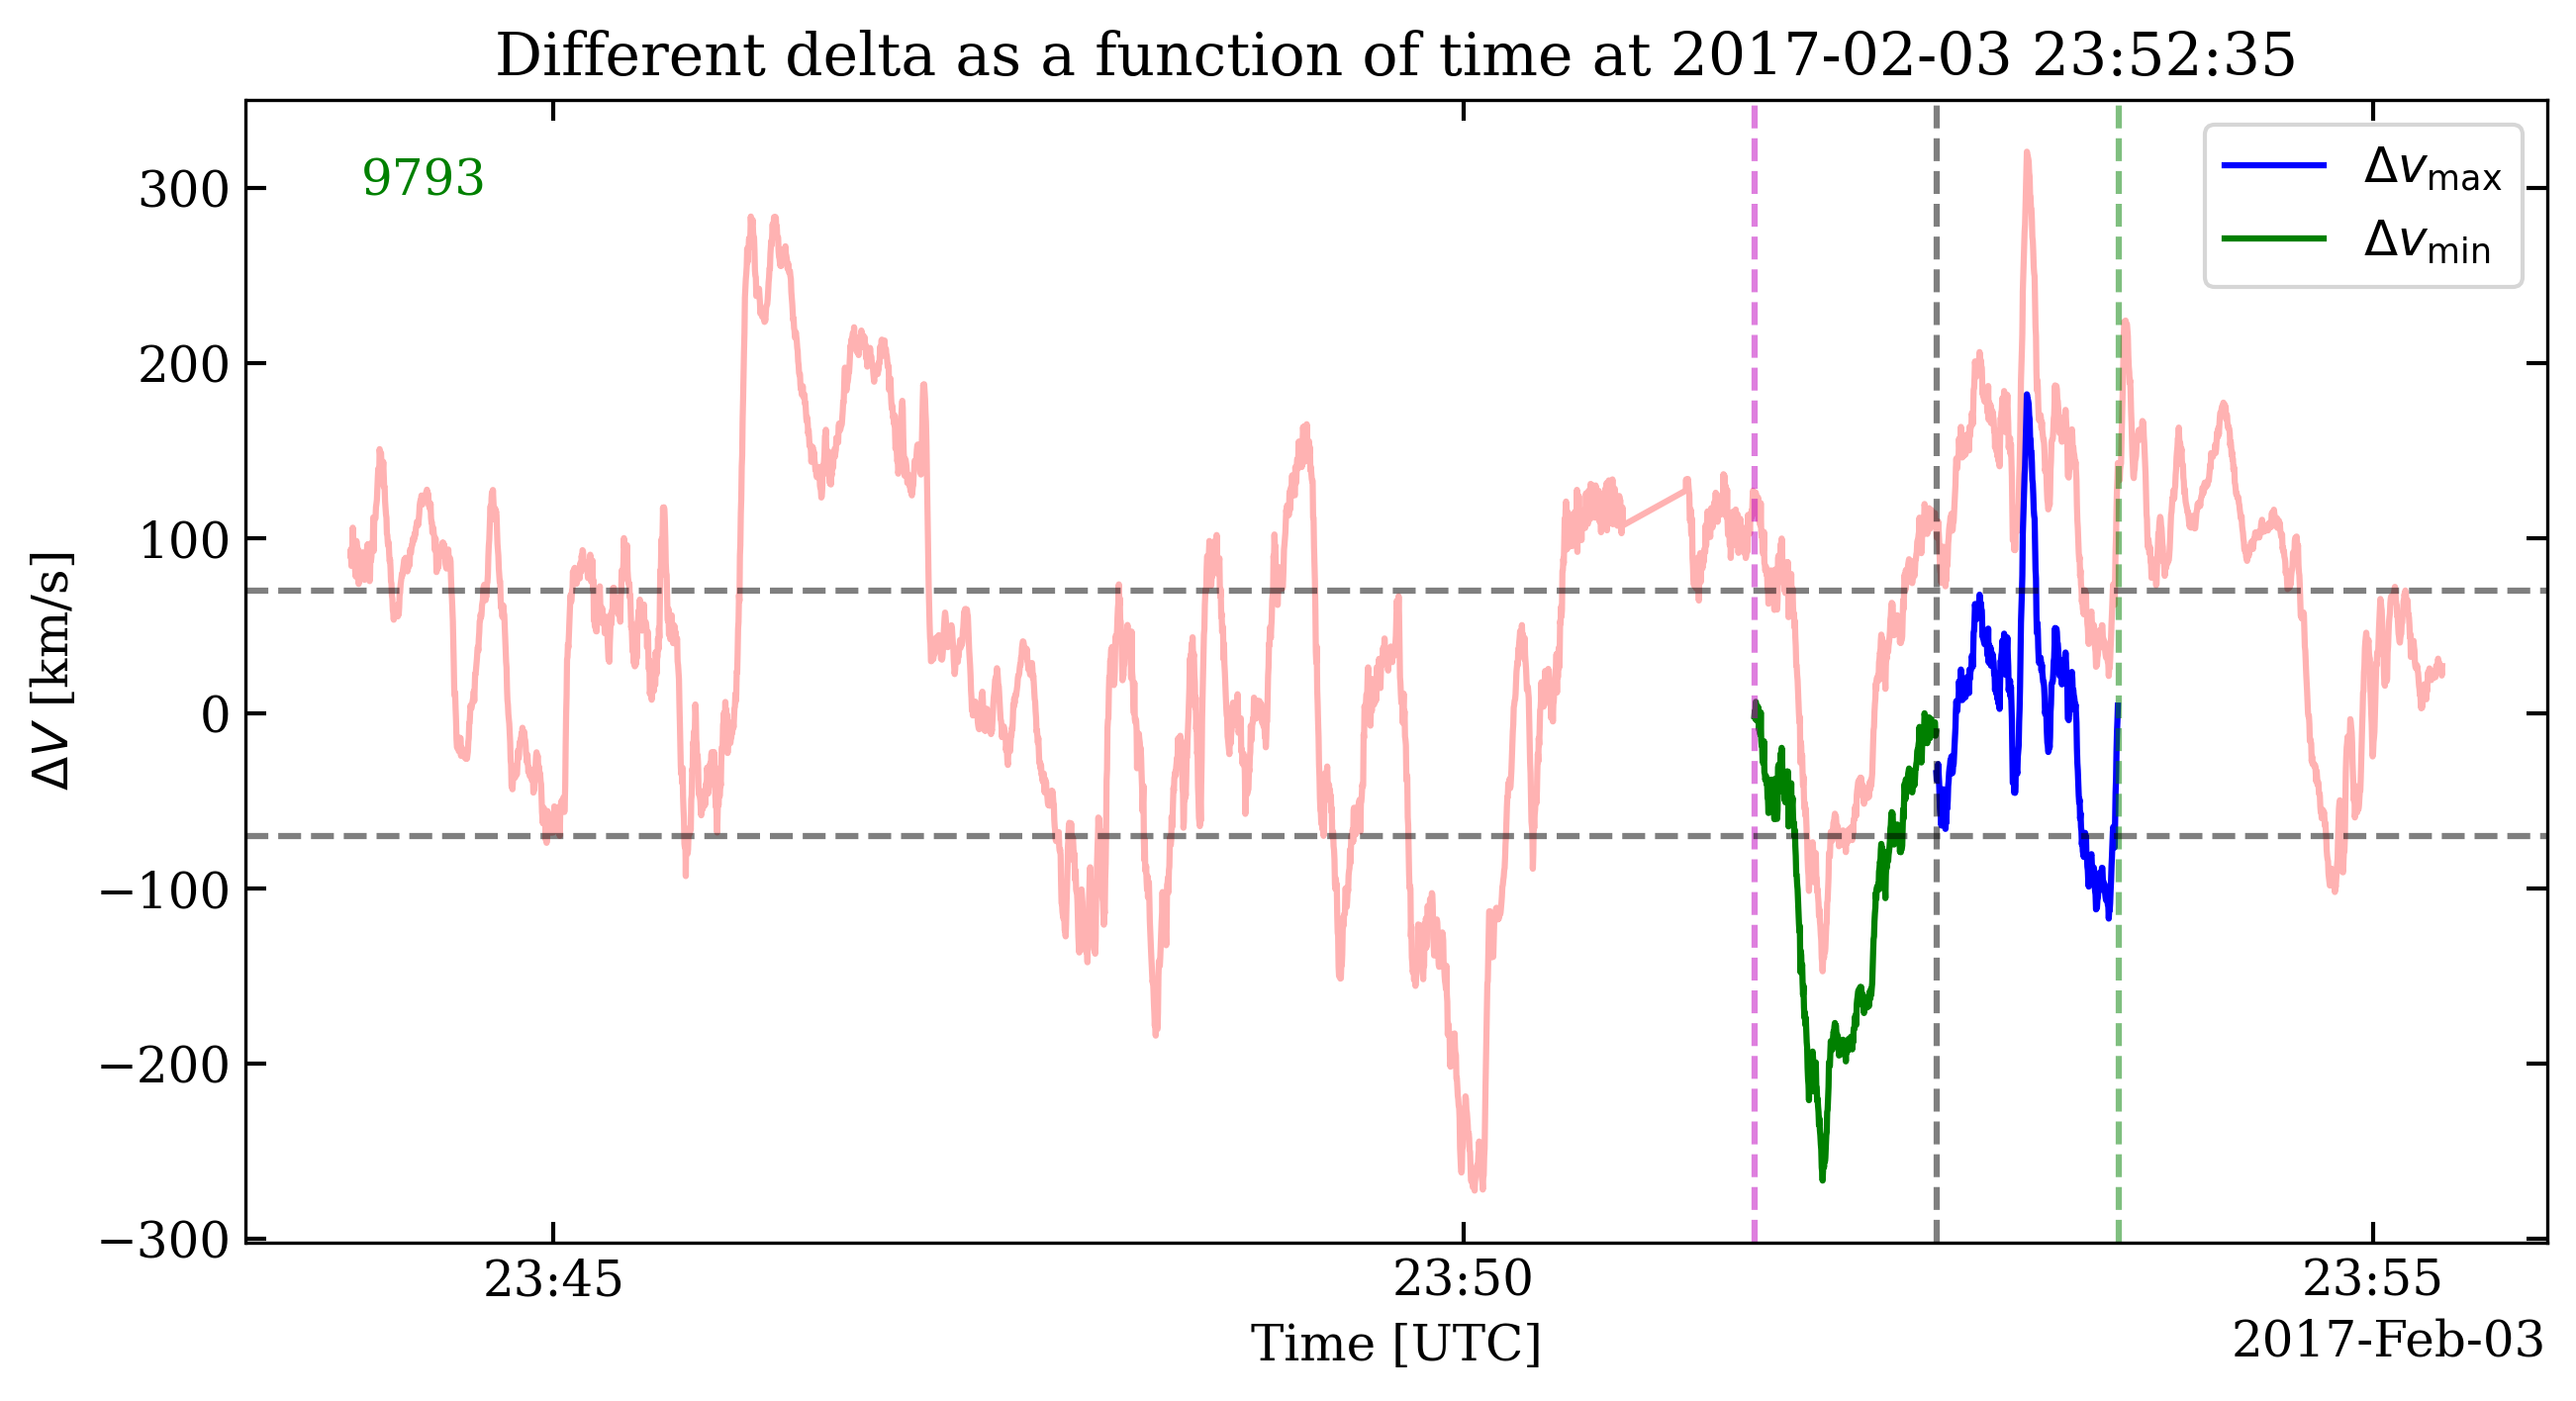 Different delta as a function of time at 2017-02-03 23:52:35
9793
Δv_max
Δv_min
300
200
100
0
−100
−200
−300
ΔV [km/s]
23:45
23:50
23:55
Time [UTC]
2017-Feb-03